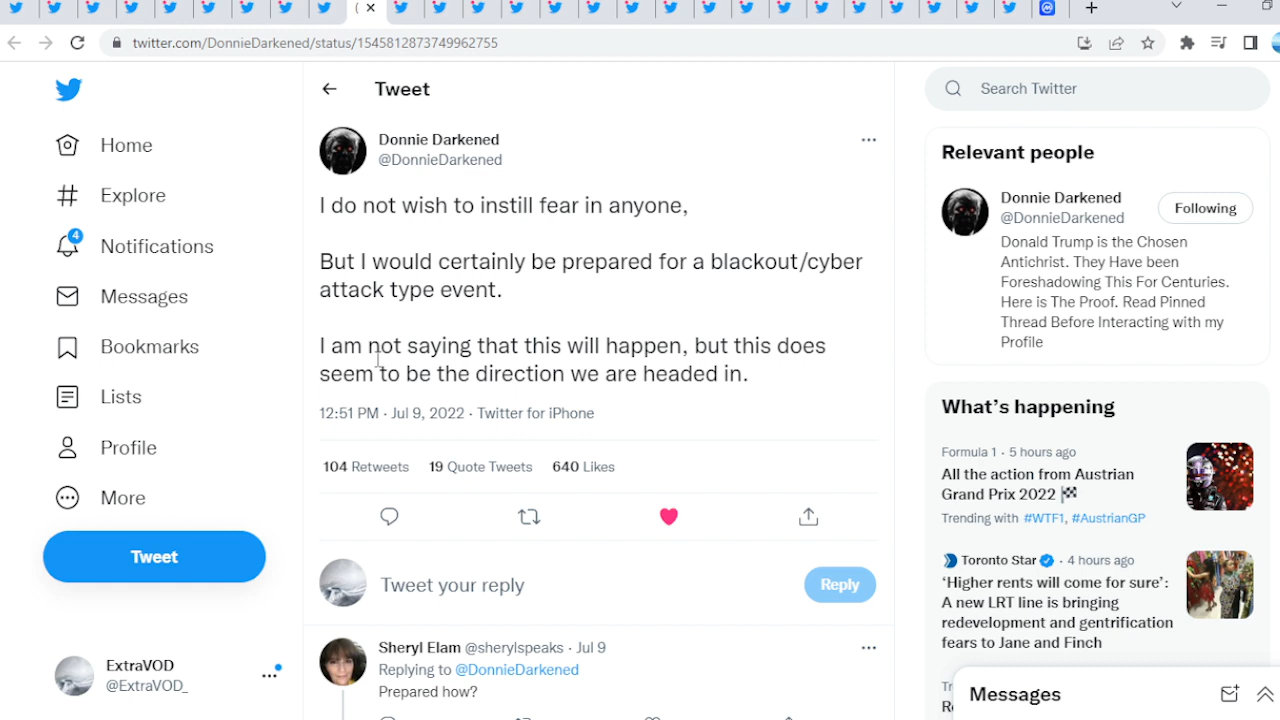 (
twitter.com/DonnieDarkened/status/1545812873749962755
Home
Explore
4
Notifications
Messages
Bookmarks
Lists
Profile
More
Tweet
ExtraVOD
@ExtraVOD_
Tweet
Donnie Darkened
@DonnieDarkened
I do not wish to instill fear in anyone,
But I would certainly be prepared for a blackout/cyber
attack type event.
I am not saying that this will happen, but this does
seem to be the direction we are headed in.
12:51 PM · Jul 9, 2022 · Twitter for iPhone
104 Retweets 19 Quote Tweets 640 Likes
Tweet your reply
Reply
Sheryl Elam @sherylspeaks · Jul 9
Replying to @DonnieDarkened
Prepared how?
Search Twitter
Relevant people
Donnie Darkened
@DonnieDarkened
Following
Donald Trump is the Chosen
Antichrist. They Have been
Foreshadowing This For Centuries.
Here is The Proof. Read Pinned
Thread Before Interacting with my
Profile
What's happening
Formula 1 · 5 hours ago
All the action from Austrian
Grand Prix 2022
Trending with #WTF1, #AustrianGP
Toronto Star · 4 hours ago
‘Higher rents will come for sure’:
A new LRT line is bringing
redevelopment and gentrification
fears to Jane and Finch
Messages